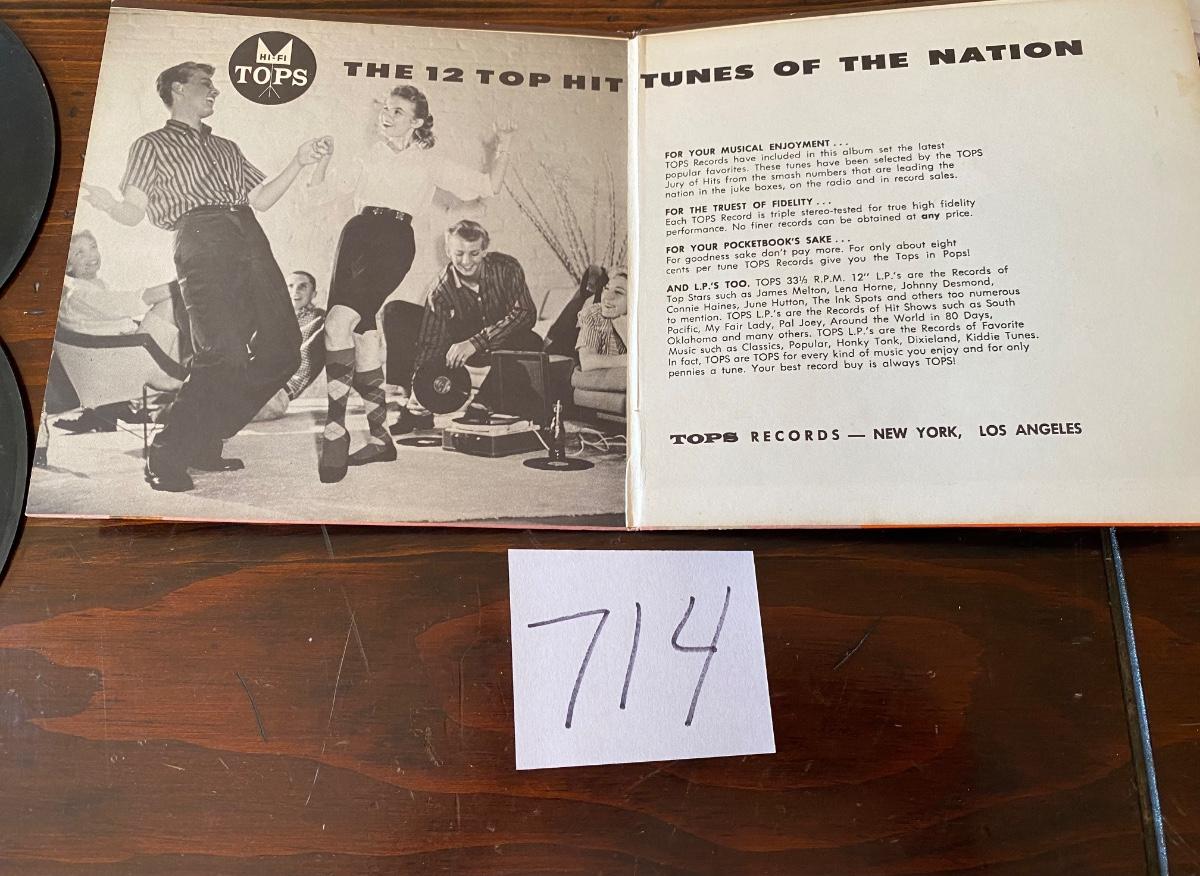 HI-FI
TOPS
THE 12 TOP HIT TUNES OF THE NATION
FOR YOUR MUSICAL ENJOYMENT . . .
TOPS Records have included in this album set the latest
popular favorites. These tunes have been selected by the TOPS
Jury of Hits from the smash numbers that are leading the
nation in the juke boxes, on the radio and in record sales.
FOR THE TRUEST OF FIDELITY . . .
Each TOPS Record is triple stereo-tested for true high fidelity
performance. No finer records can be obtained at any price.
FOR YOUR POCKETBOOK'S SAKE . . .
For goodness sake don't pay more. For only about eight
cents per tune TOPS Records give you the Tops in Pops!
AND L.P.'S TOO. TOPS 33⅓ R.P.M. 12" L.P.'s are the Records of
Top Stars such as James Melton, Lena Horne, Johnny Desmond,
Connie Haines, June Hutton, The Ink Spots and others too numerous
to mention. TOPS L.P.'s are the Records of Hit Shows such as South
Pacific, My Fair Lady, Pal Joey, Around the World in 80 Days,
Oklahoma and many others. TOPS L.P.'s are the Records of Favorite
Music such as Classics, Popular, Honky Tonk, Dixieland, Kiddie Tunes.
In fact, TOPS are TOPS for every kind of music you enjoy and for only
pennies a tune. Your best record buy is always TOPS!
TOPS RECORDS — NEW YORK, LOS ANGELES
714